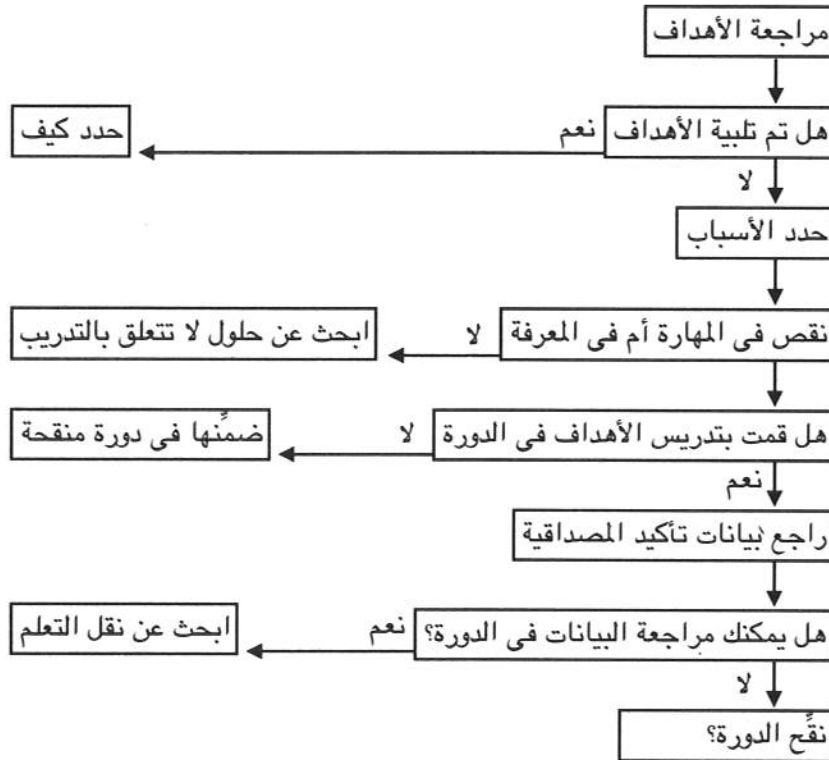 مراجعة الأهداف
هل تم تلبية الأهداف
نعم
حدد كيف
لا
حدد الأسباب
نقص فى المهارة أم فى المعرفة
لا
ابحث عن حلول لا تتعلق بالتدريب
هل قمت بتدريس الأهداف فى الدورة
لا
ضمِّنها فى دورة منقحة
نعم
راجع بيانات تأكيد المصداقية
هل يمكنك مراجعة البيانات فى الدورة؟
نعم
ابحث عن نقل التعلم
لا
نقِّح الدورة؟